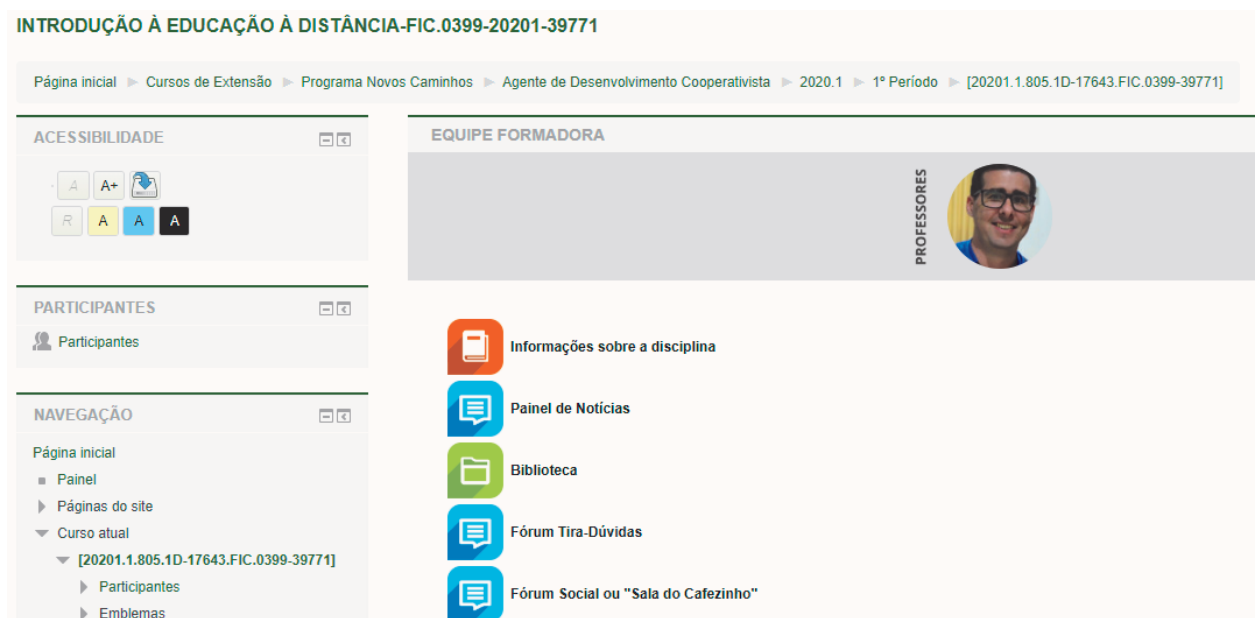 INTRODUÇÃO À EDUCAÇÃO À DISTÂNCIA-FIC.0399-20201-39771
Página inicial ► Cursos de Extensão ► Programa Novos Caminhos ► Agente de Desenvolvimento Cooperativista ► 2020.1 ► 1º Período ► [20201.1.805.1D-17643.FIC.0399-39771]
ACESSIBILIDADE
A A+
R A A A
PARTICIPANTES
Participantes
NAVEGAÇÃO
Página inicial
Painel
Páginas do site
Curso atual
[20201.1.805.1D-17643.FIC.0399-39771]
Participantes
Emblemas
EQUIPE FORMADORA
PROFESSORES
Informações sobre a disciplina
Painel de Notícias
Biblioteca
Fórum Tira-Dúvidas
Fórum Social ou "Sala do Cafezinho"